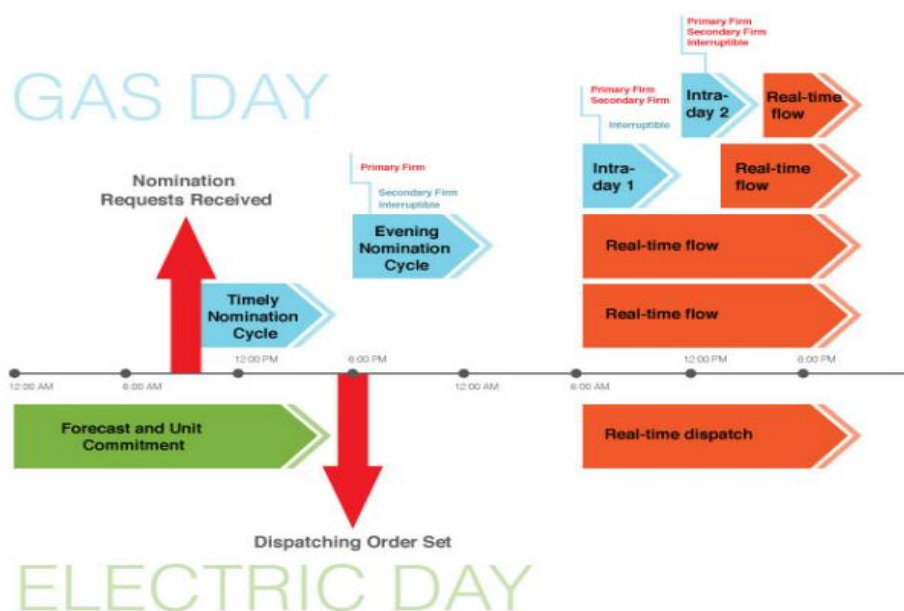 Primary Firm
Secondary Firm
Interruptible
GAS DAY
Primary Firm
Secondary Firm
Intra-
day 2
Real-time
flow
Interruptible
Nomination
Requests Received
Primary Firm
Intra-
day 1
Real-time
flow
Secondary Firm
Interruptible
Evening
Nomination
Cycle
Real-time flow
Timely
Nomination
Cycle
Real-time flow
12:00 PM
6:00 PM
12:00 PM
6:00 PM
12:00 AM
6:00 AM
12:00 AM
6:00 AM
Forecast and Unit
Commitment
Real-time dispatch
Dispatching Order Set
ELECTRIC DAY